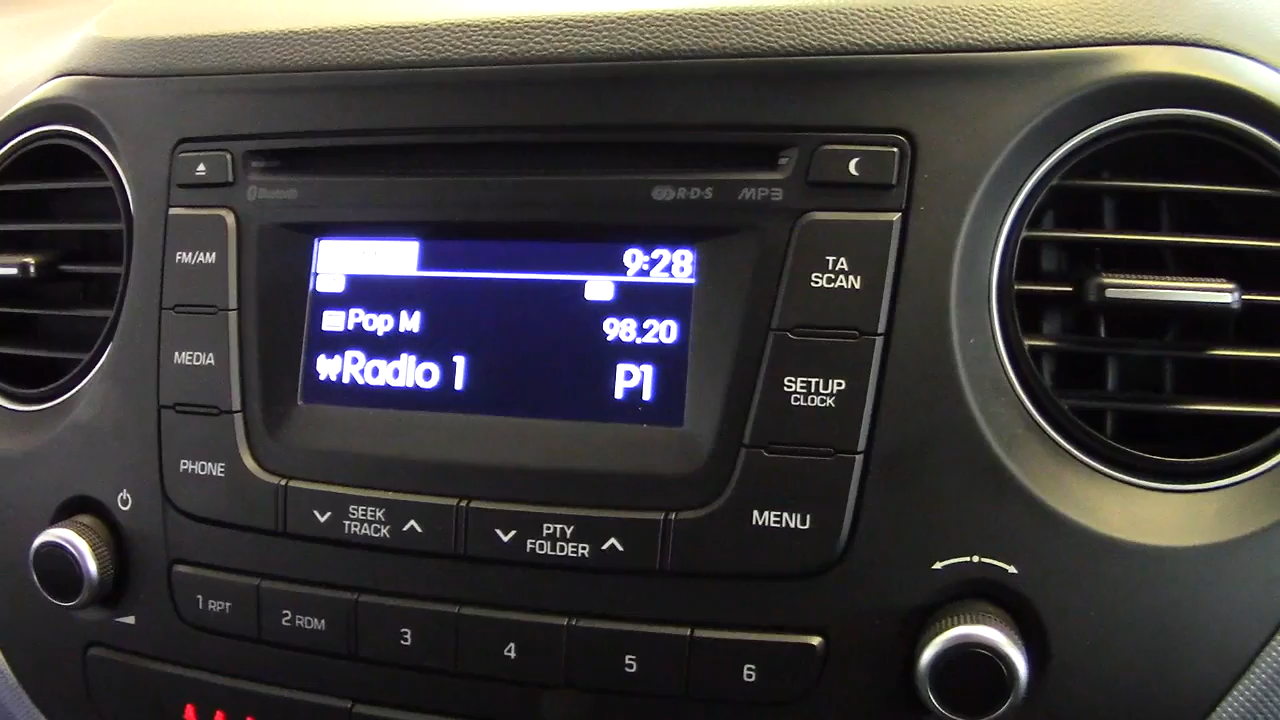 Bluetooth
R·D·S
MP3
FM/AM
9:28
TA
SCAN
Pop M
98,20
MEDIA
Radio 1
P1
SETUP
CLOCK
PHONE
SEEK
TRACK
PTY
FOLDER
MENU
1 RPT
2 RDM
3
4
5
6